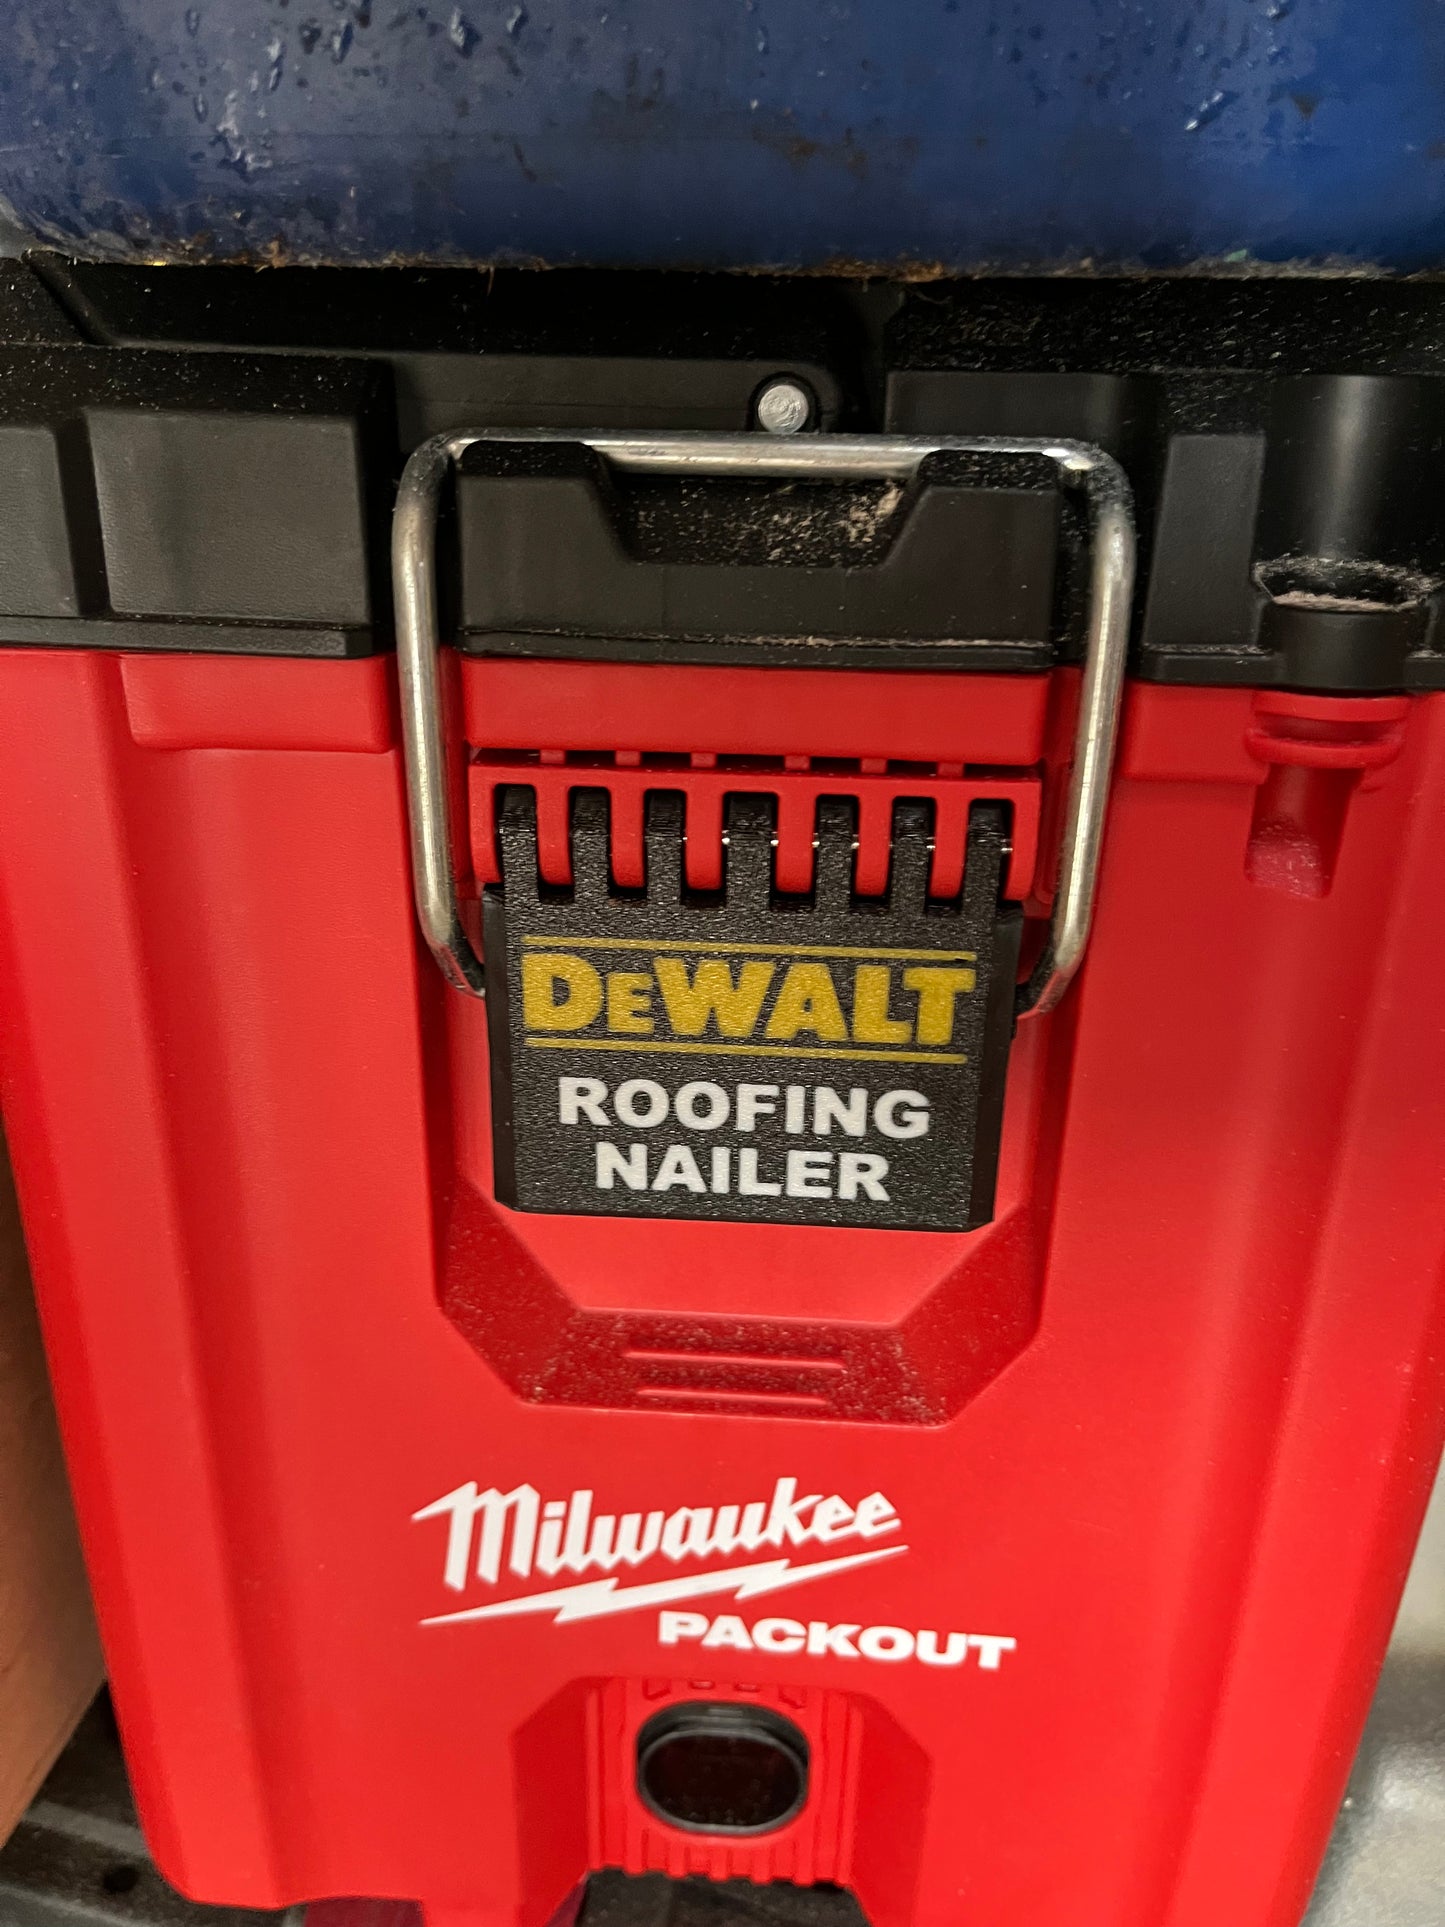 DEWALT
ROOFING
NAILER
Milwaukee
PACKOUT